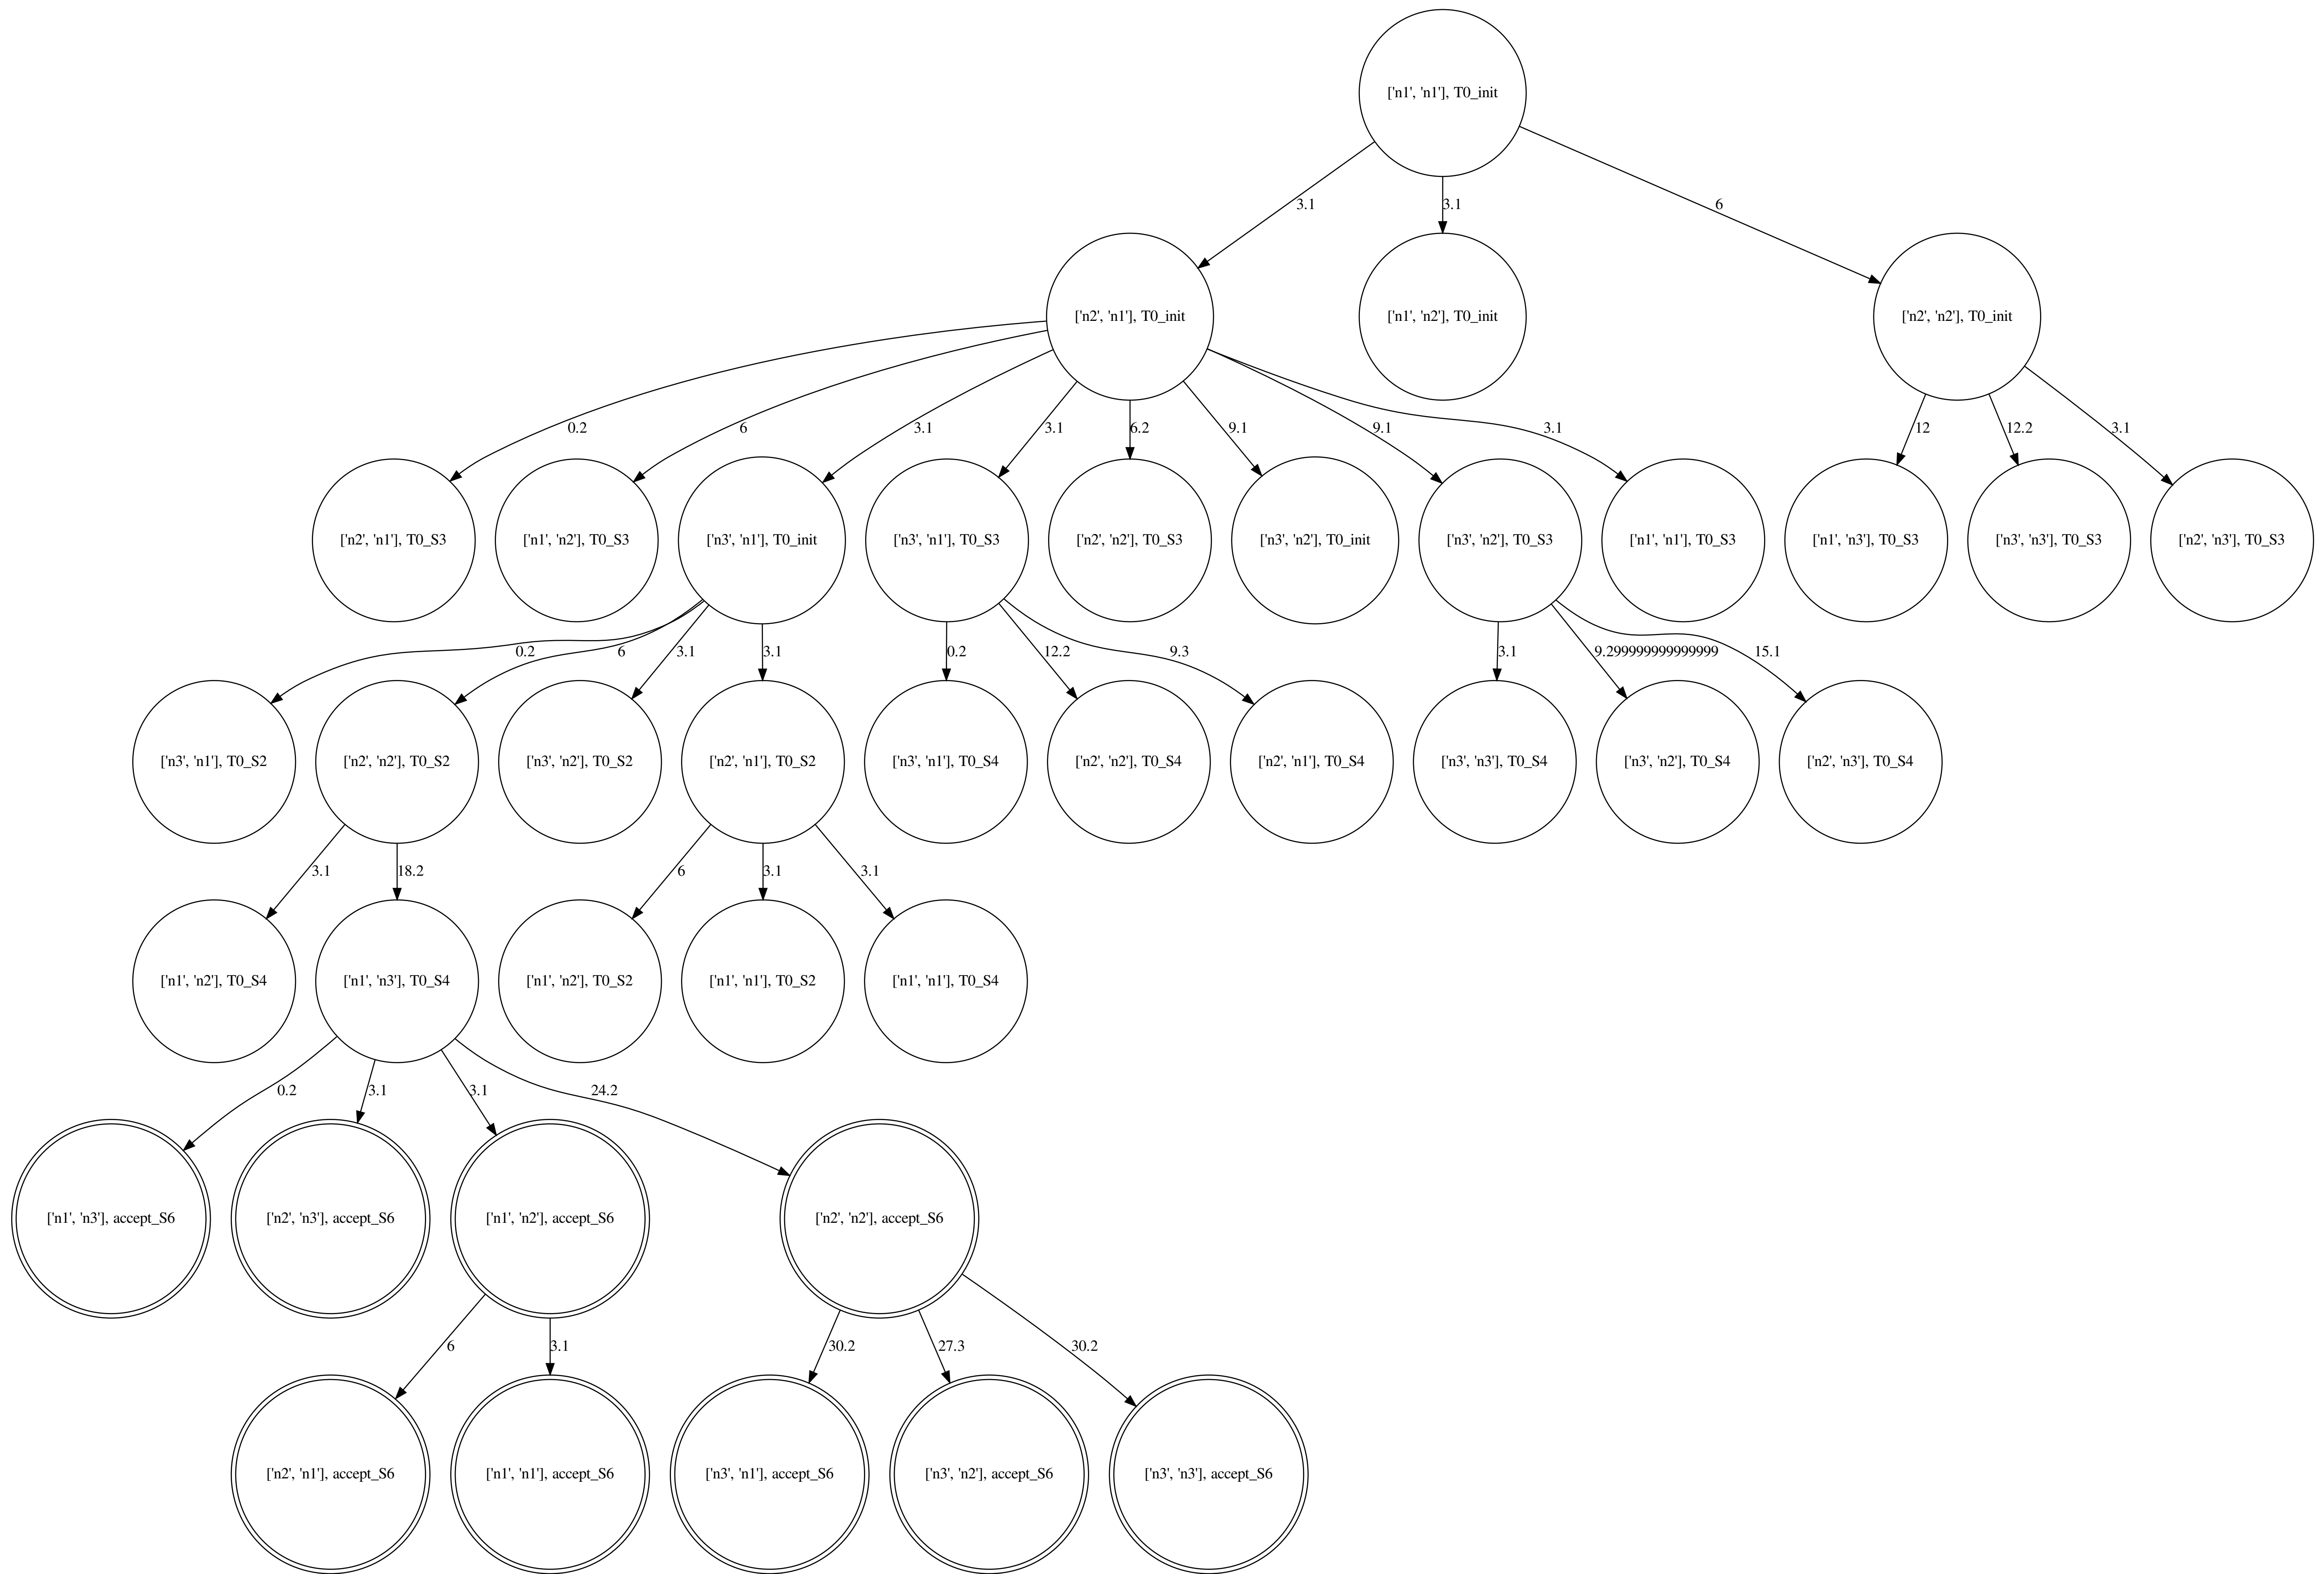 ['n1', 'n1'], T0_init
3.1
3.1
6
['n2', 'n1'], T0_init
['n1', 'n2'], T0_init
['n2', 'n2'], T0_init
0.2
6
3.1
3.1
6.2
9.1
9.1
3.1
12
12.2
3.1
['n2', 'n1'], T0_S3
['n1', 'n2'], T0_S3
['n3', 'n1'], T0_init
['n3', 'n1'], T0_S3
['n2', 'n2'], T0_S3
['n3', 'n2'], T0_init
['n3', 'n2'], T0_S3
['n1', 'n1'], T0_S3
['n1', 'n3'], T0_S3
['n3', 'n3'], T0_S3
['n2', 'n3'], T0_S3
0.2
6
3.1
3.1
0.2
12.2
9.3
3.1
9.299999999999999
15.1
['n3', 'n1'], T0_S2
['n2', 'n2'], T0_S2
['n3', 'n2'], T0_S2
['n2', 'n1'], T0_S2
['n3', 'n1'], T0_S4
['n2', 'n2'], T0_S4
['n2', 'n1'], T0_S4
['n3', 'n3'], T0_S4
['n3', 'n2'], T0_S4
['n2', 'n3'], T0_S4
3.1
18.2
6
3.1
3.1
['n1', 'n2'], T0_S4
['n1', 'n3'], T0_S4
['n1', 'n2'], T0_S2
['n1', 'n1'], T0_S2
['n1', 'n1'], T0_S4
0.2
3.1
3.1
24.2
['n1', 'n3'], accept_S6
['n2', 'n3'], accept_S6
['n1', 'n2'], accept_S6
['n2', 'n2'], accept_S6
6
3.1
30.2
27.3
30.2
['n2', 'n1'], accept_S6
['n1', 'n1'], accept_S6
['n3', 'n1'], accept_S6
['n3', 'n2'], accept_S6
['n3', 'n3'], accept_S6